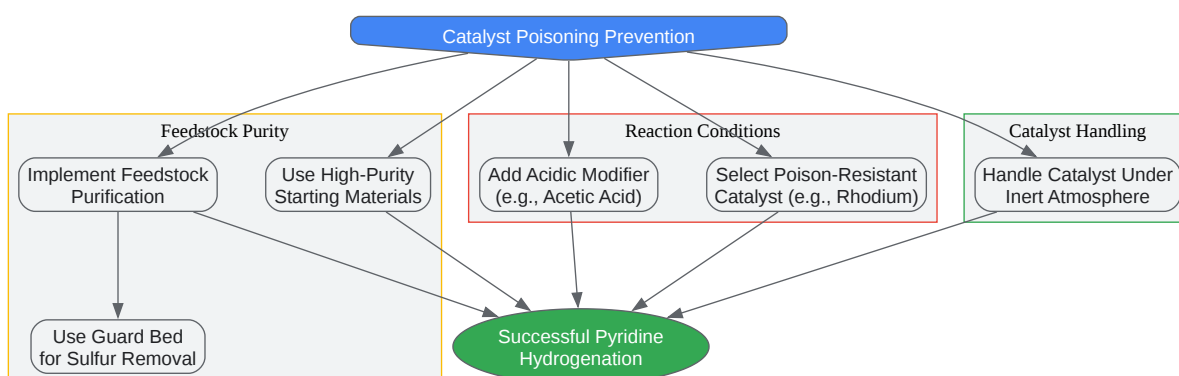 Catalyst Poisoning Prevention
Feedstock Purity
Reaction Conditions
Catalyst Handling
Implement Feedstock
Purification
Use High-Purity
Starting Materials
Add Acidic Modifier
(e.g., Acetic Acid)
Select Poison-Resistant
Catalyst (e.g., Rhodium)
Handle Catalyst Under
Inert Atmosphere
Use Guard Bed
for Sulfur Removal
Successful Pyridine
Hydrogenation